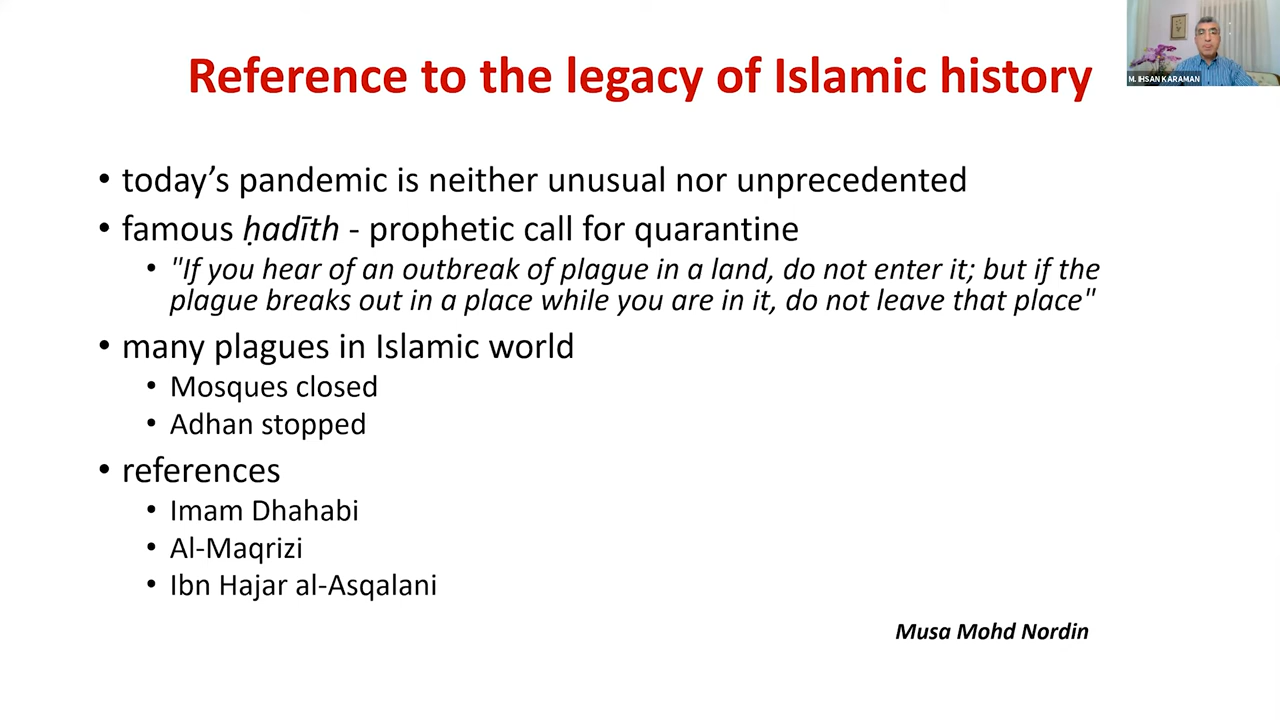 Reference to the legacy of Islamic history
M. IHSAN KARAMAN
• today’s pandemic is neither unusual nor unprecedented
• famous ḥadīth - prophetic call for quarantine
• "If you hear of an outbreak of plague in a land, do not enter it; but if the
plague breaks out in a place while you are in it, do not leave that place"
• many plagues in Islamic world
• Mosques closed
• Adhan stopped
• references
• Imam Dhahabi
• Al-Maqrizi
• Ibn Hajar al-Asqalani
Musa Mohd Nordin